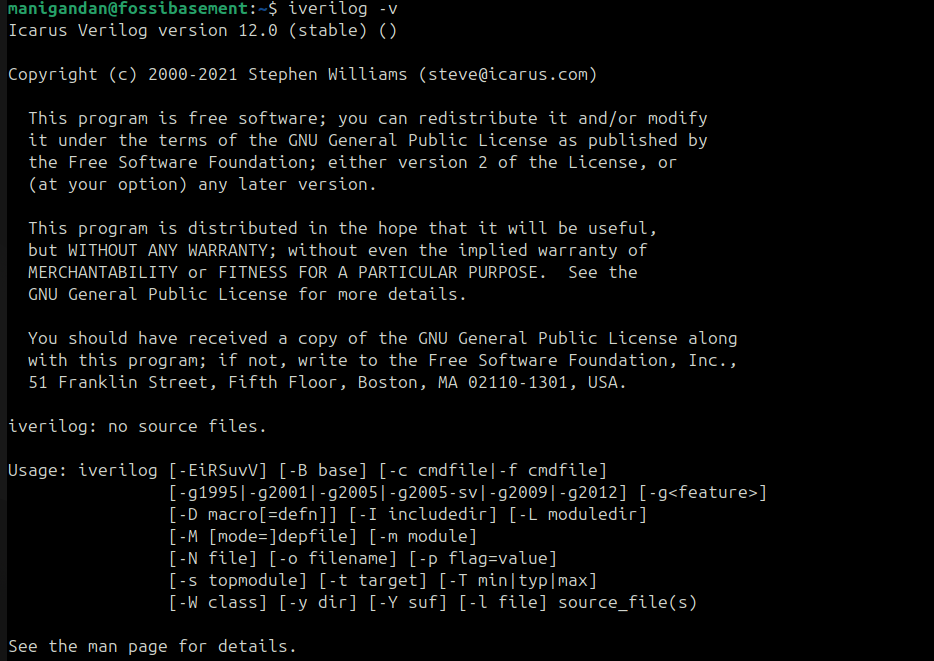 manigandan@fossibasement:~$ iverilog -v
Icarus Verilog version 12.0 (stable) ()
Copyright (c) 2000-2021 Stephen Williams (steve@icarus.com)
This program is free software; you can redistribute it and/or modify
it under the terms of the GNU General Public License as published by
the Free Software Foundation; either version 2 of the License, or
(at your option) any later version.
This program is distributed in the hope that it will be useful,
but WITHOUT ANY WARRANTY; without even the implied warranty of
MERCHANTABILITY or FITNESS FOR A PARTICULAR PURPOSE.  See the
GNU General Public License for more details.
You should have received a copy of the GNU General Public License along
with this program; if not, write to the Free Software Foundation, Inc.,
51 Franklin Street, Fifth Floor, Boston, MA 02110-1301, USA.
iverilog: no source files.
Usage: iverilog [-EiRSuvV] [-B base] [-c cmdfile|-f cmdfile]
[-g1995|-g2001|-g2005|-g2005-sv|-g2009|-g2012] [-g<feature>]
[-D macro[=defn]] [-I includedir] [-L moduledir]
[-M [mode=]depfile] [-m module]
[-N file] [-o filename] [-p flag=value]
[-s topmodule] [-t target] [-T min|typ|max]
[-W class] [-y dir] [-Y suf] [-l file] source_file(s)
See the man page for details.